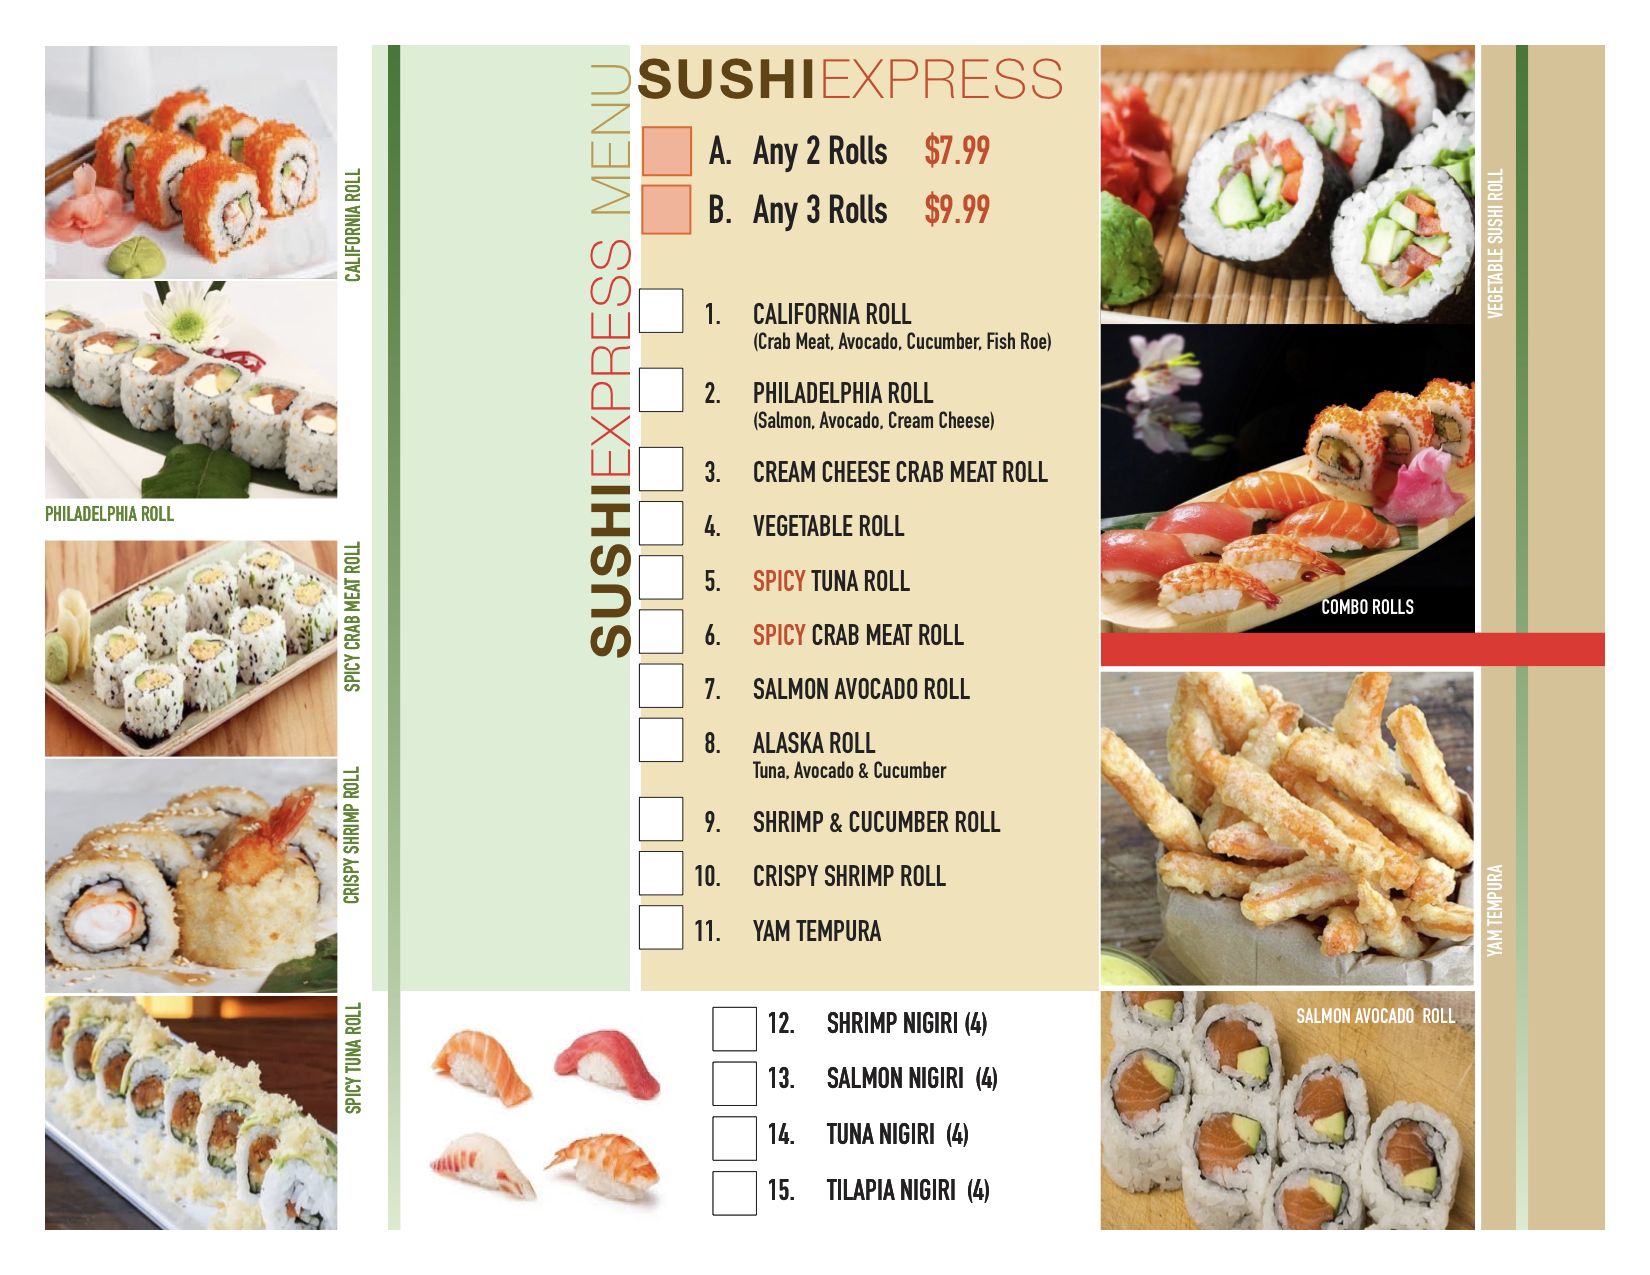 CALIFORNIA ROLL
PHILADELPHIA ROLL
SPICY CRAB MEAT ROLL
CRISPY SHRIMP ROLL
SPICY TUNA ROLL
SUSHIEXPRESS MENU
SUSHIEXPRESS
A. Any 2 Rolls $7.99
B. Any 3 Rolls $9.99
1. CALIFORNIA ROLL
(Crab Meat, Avocado, Cucumber, Fish Roe)
2. PHILADELPHIA ROLL
(Salmon, Avocado, Cream Cheese)
3. CREAM CHEESE CRAB MEAT ROLL
4. VEGETABLE ROLL
5. SPICY TUNA ROLL
6. SPICY CRAB MEAT ROLL
7. SALMON AVOCADO ROLL
8. ALASKA ROLL
Tuna, Avocado & Cucumber
9. SHRIMP & CUCUMBER ROLL
10. CRISPY SHRIMP ROLL
11. YAM TEMPURA
12. SHRIMP NIGIRI (4)
13. SALMON NIGIRI (4)
14. TUNA NIGIRI (4)
15. TILAPIA NIGIRI (4)
VEGETABLE SUSHI ROLL
COMBO ROLLS
YAM TEMPURA
SALMON AVOCADO ROLL